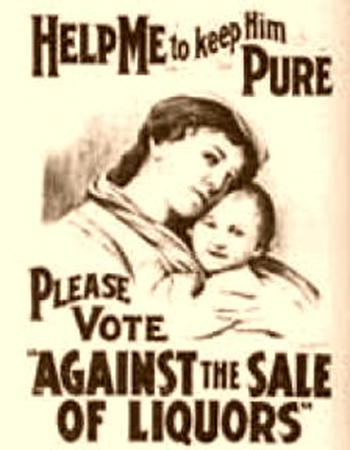 HELP ME to keep Him
PURE
PLEASE
VOTE
"AGAINST THE SALE
OF LIQUORS"